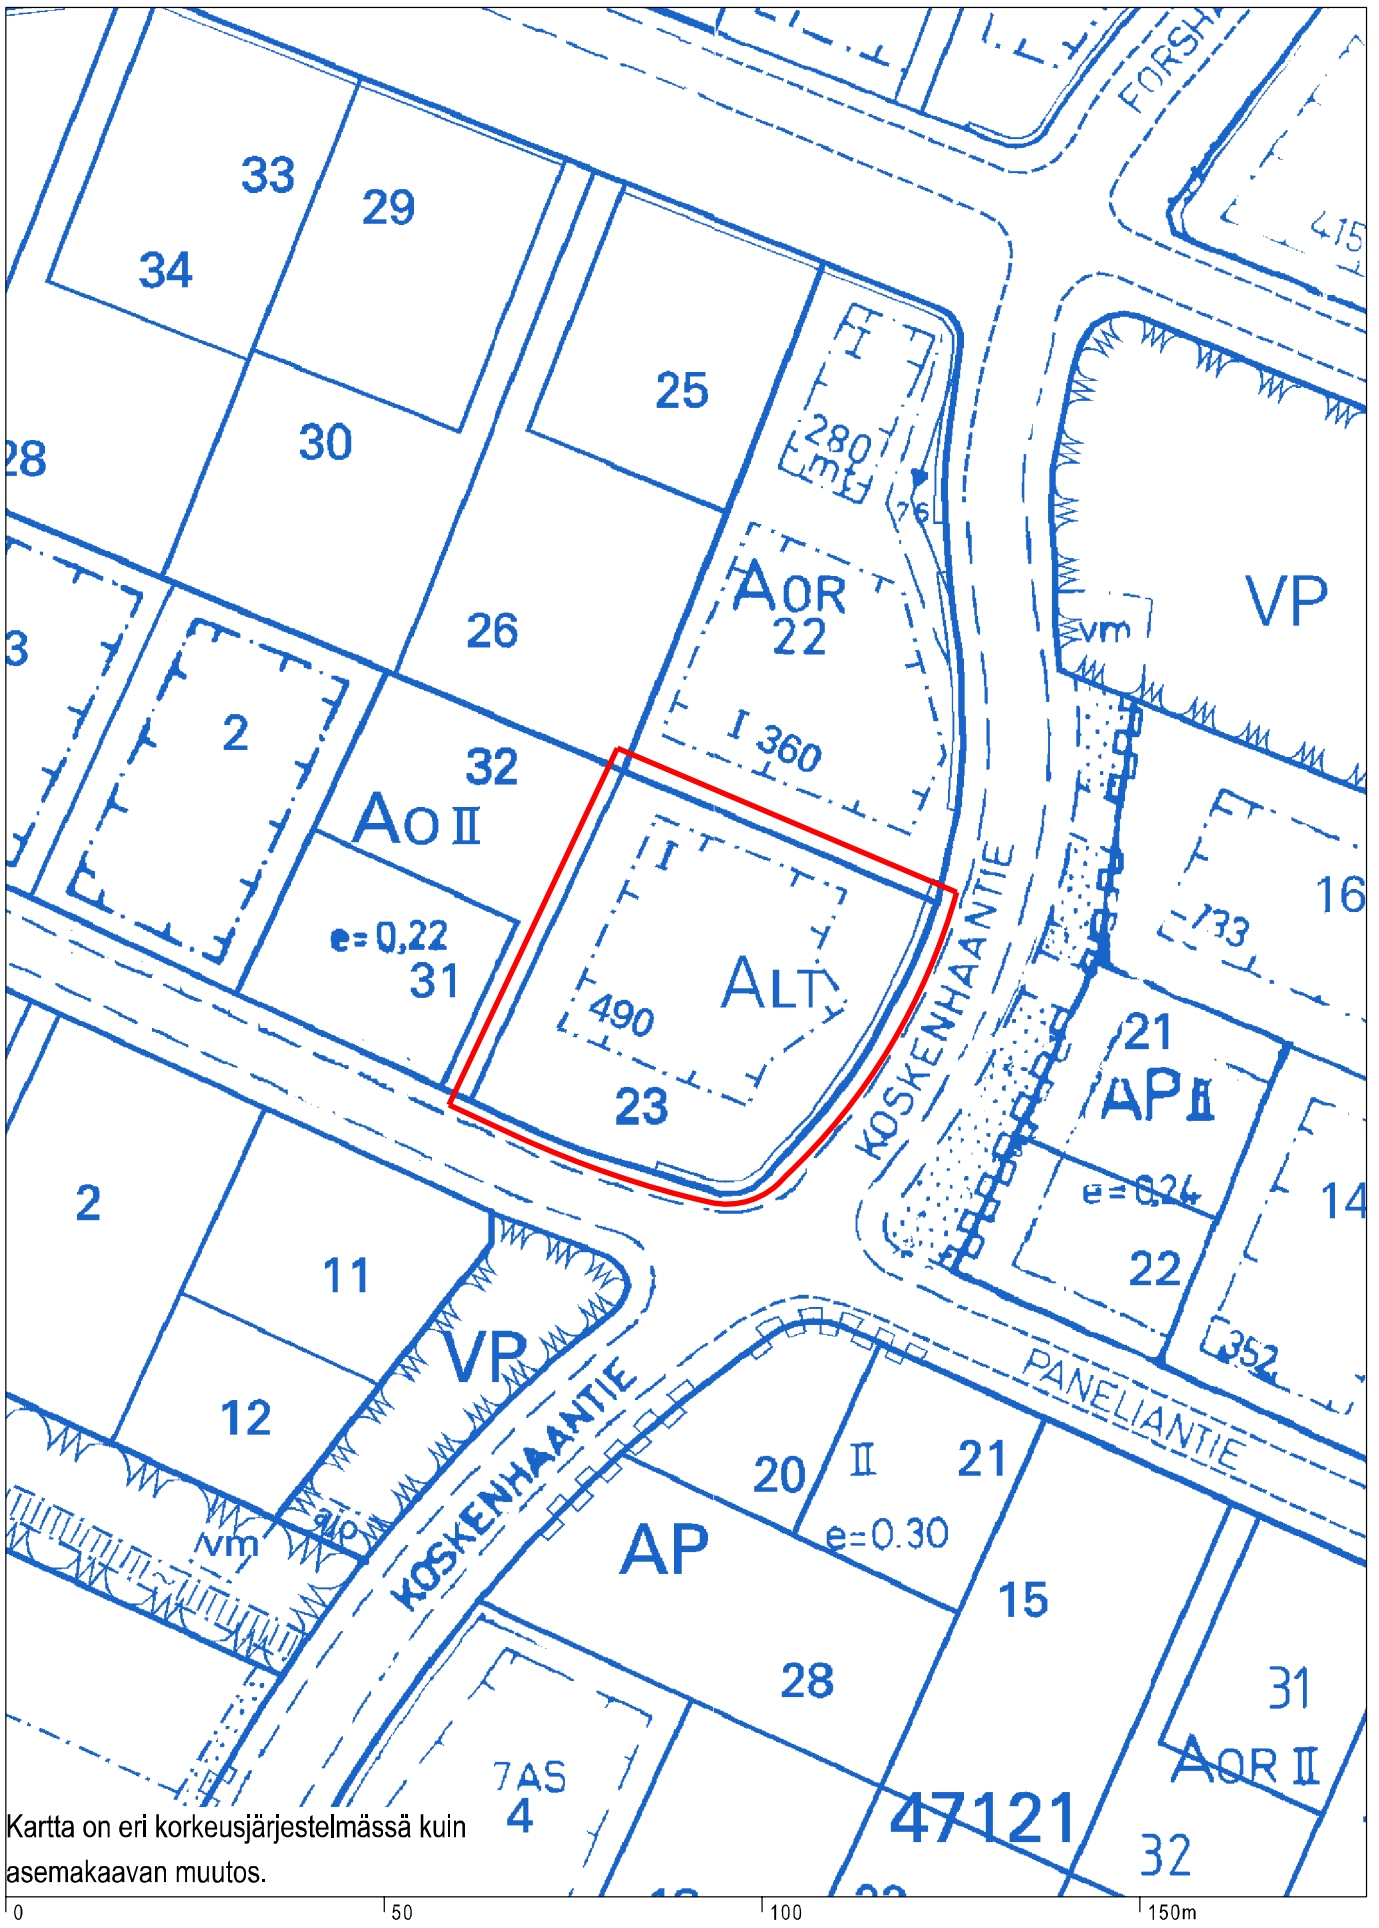 33
29
34
415
25
I
28
30
280
mt
76
AOR
22
VP
vm
26
3
2
I 360
32
AO II
I
16
e=0,22
31
733
ALT
490
23
KOSKENHAANTIE
21
AP II
e=0.24
14
22
352
2
11
VP
12
PANELIANTIE
KOSKENHAANTIE
20
II
21
e=0.30
ajo
vm
AP
15
28
31
AOR II
7AS
4
47121
32
Kartta on eri korkeusjärjestelmässä kuin
asemakaavan muutos.
0 50 100 150m